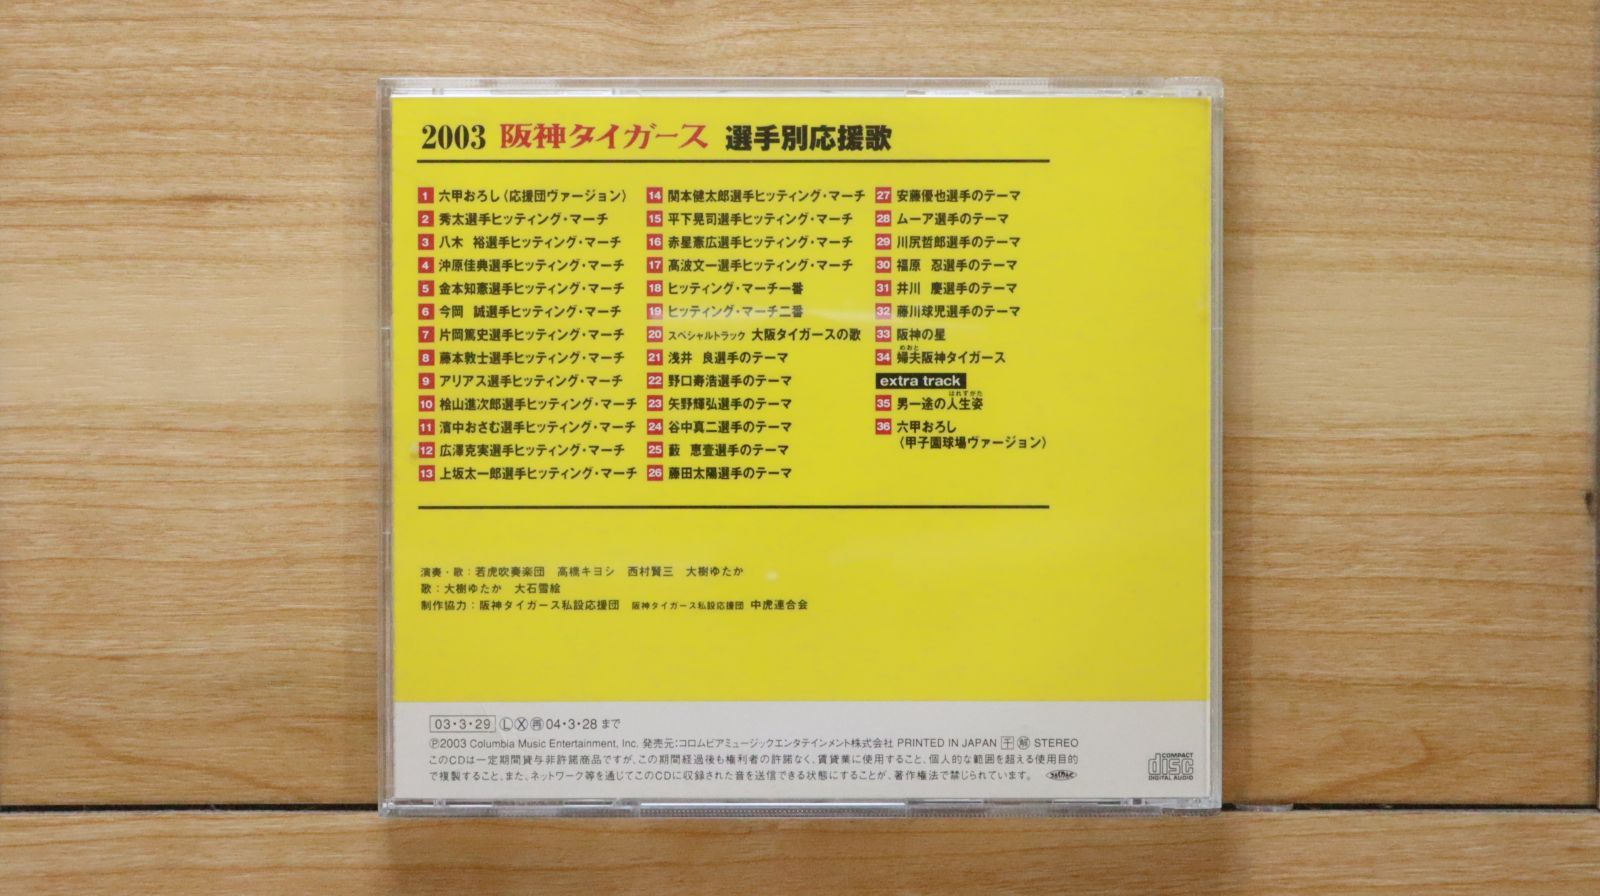 2003 阪神タイガース 選手別応援歌
1 六甲おろし(応援団ヴァージョン)
2 秀太選手ヒッティング・マーチ
3 八木 裕選手ヒッティング・マーチ
4 沖原佳典選手ヒッティング・マーチ
5 金本知憲選手ヒッティング・マーチ
6 今岡 誠選手ヒッティング・マーチ
7 片岡篤史選手ヒッティング・マーチ
8 藤本敦士選手ヒッティング・マーチ
9 アリアス選手ヒッティング・マーチ
10 桧山進次郎選手ヒッティング・マーチ
11 濱中おさむ選手ヒッティング・マーチ
12 広澤克実選手ヒッティング・マーチ
13 上坂太一郎選手ヒッティング・マーチ
14 関本健太郎選手ヒッティング・マーチ
15 平下晃司選手ヒッティング・マーチ
16 赤星憲広選手ヒッティング・マーチ
17 高波文一選手ヒッティング・マーチ
18 ヒッティング・マーチ一番
19 ヒッティング・マーチ二番
20 スペシャルトラック 大阪タイガースの歌
21 浅井 良選手のテーマ
22 野口寿浩選手のテーマ
23 矢野輝弘選手のテーマ
24 谷中真二選手のテーマ
25 藪 恵壹選手のテーマ
26 藤田太陽選手のテーマ
27 安藤優也選手のテーマ
28 ムーア選手のテーマ
29 川尻哲郎選手のテーマ
30 福原 忍選手のテーマ
31 井川 慶選手のテーマ
32 藤川球児選手のテーマ
33 阪神の星
めおと
34 婦夫阪神タイガース
extra track
はれすがた
35 男一途の人生姿
36 六甲おろし
(甲子園球場ヴァージョン)
演奏・歌：若虎吹奏楽団 高橋キヨシ 西村賢三 大樹ゆたか
歌：大樹ゆたか 大石雪絵
制作協力：阪神タイガース私設応援団 阪神タイガース私設応援団 中虎連合会
03・3・29 Ⓛ Ⓧ 再 04・3・28 まで
Ⓟ2003 Columbia Music Entertainment, Inc. 発売元：コロムビアミュージックエンタテインメント株式会社 PRINTED IN JAPAN 干 解 STEREO
このCDは一定期間貸与非許諾商品ですが、この期間経過後も権利者の許諾なく、賃貸業に使用すること、個人的な範囲を超える使用目的
で複製すること、また、ネットワーク等を通じてこのCDに収録された音を送信できる状態にすることが、著作権法で禁じられています。
COMPACT
disc
DIGITAL AUDIO